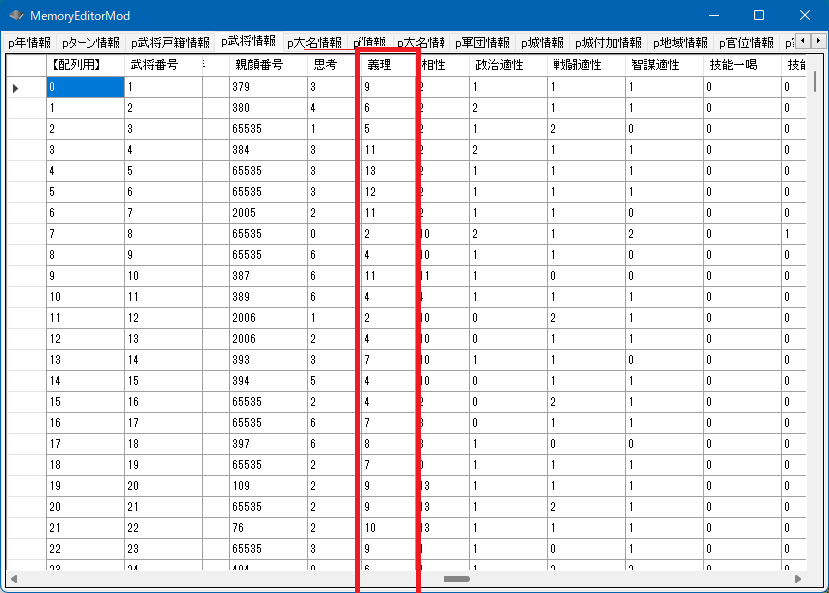 MemoryEditorMod
p年情報 pターン情報 p武将戸籍情報 p武将情報 p大名情報 p家情報 p大名情 p軍団情報 p城情報 p城付加情報 p地域情報 p官位情報
【配列用】 武将番号 親顔番号 思考 義理 相性 政治適性 戦闘適性 智謀適性 技能一喝 技能
0 1 379 3 9 2 1 1 1 0 0
1 2 380 4 6 2 2 1 1 0 0
2 3 65535 1 5 2 1 2 0 0 0
3 4 384 3 11 2 2 1 1 0 0
4 5 65535 3 13 2 1 1 1 0 0
5 6 65535 3 12 2 1 1 1 0 0
6 7 2005 2 11 2 1 1 0 0 0
7 8 65535 0 2 10 2 1 2 0 1
8 9 65535 6 4 10 1 1 0 0 0
9 10 387 6 11 11 1 0 0 0 0
10 11 389 6 4 4 1 1 1 0 0
11 12 2006 1 2 10 0 2 1 0 0
12 13 2006 2 4 10 0 1 1 0 0
13 14 393 3 7 10 1 1 0 0 0
14 15 394 5 4 10 0 1 1 0 0
15 16 65535 2 4 2 0 2 1 0 0
16 17 65535 6 7 3 0 1 1 0 0
17 18 397 6 8 3 1 0 0 0 0
18 19 65535 2 7 0 1 1 1 0 0
19 20 109 2 9 13 1 1 1 0 0
20 21 65535 2 9 13 1 2 1 0 0
21 22 76 2 10 13 1 1 1 0 0
22 23 65535 3 9 1 1 0 1 0 0
23 24 404 0 6 1 1 1 0 0